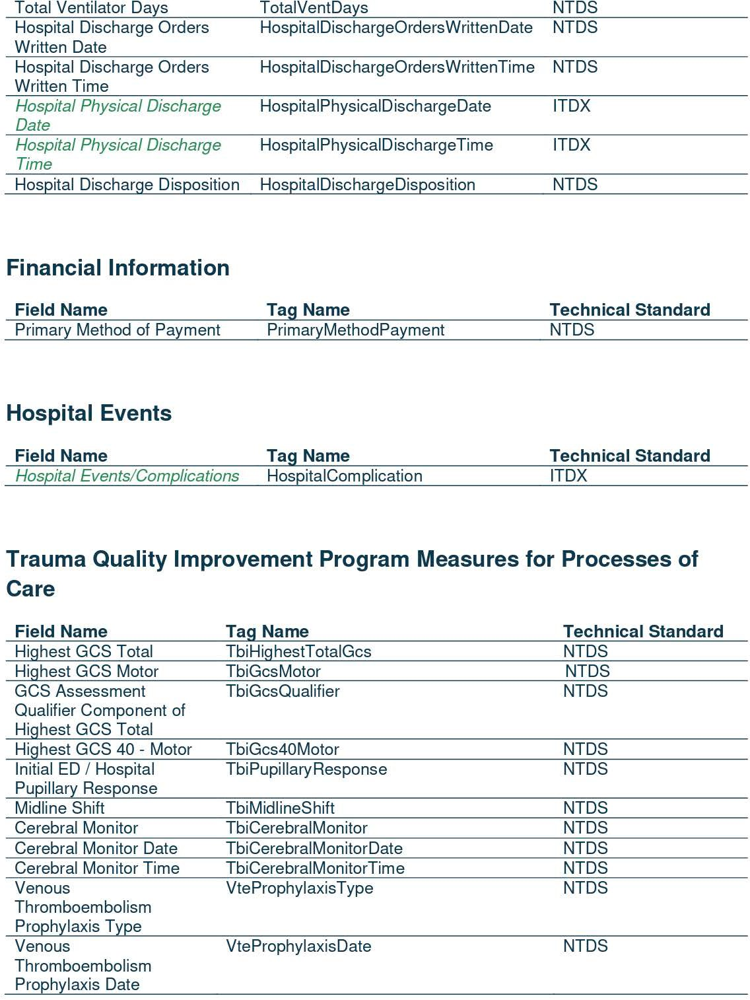 Total Ventilator Days TotalVentDays NTDS
Hospital Discharge Orders HospitalDischargeOrdersWrittenDate NTDS
Written Date
Hospital Discharge Orders HospitalDischargeOrdersWrittenTime NTDS
Written Time
Hospital Physical Discharge HospitalPhysicalDischargeDate ITDX
Date
Hospital Physical Discharge HospitalPhysicalDischargeTime ITDX
Time
Hospital Discharge Disposition HospitalDischargeDisposition NTDS
Financial Information
Field Name Tag Name Technical Standard
Primary Method of Payment PrimaryMethodPayment NTDS
Hospital Events
Field Name Tag Name Technical Standard
Hospital Events/Complications HospitalComplication ITDX
Trauma Quality Improvement Program Measures for Processes of
Care
Field Name Tag Name Technical Standard
Highest GCS Total TbiHighestTotalGcs NTDS
Highest GCS Motor TbiGcsMotor NTDS
GCS Assessment TbiGcsQualifier NTDS
Qualifier Component of
Highest GCS Total
Highest GCS 40 - Motor TbiGcs40Motor NTDS
Initial ED / Hospital TbiPupillaryResponse NTDS
Pupillary Response
Midline Shift TbiMidlineShift NTDS
Cerebral Monitor TbiCerebralMonitor NTDS
Cerebral Monitor Date TbiCerebralMonitorDate NTDS
Cerebral Monitor Time TbiCerebralMonitorTime NTDS
Venous VteProphylaxisType NTDS
Thromboembolism
Prophylaxis Type
Venous VteProphylaxisDate NTDS
Thromboembolism
Prophylaxis Date